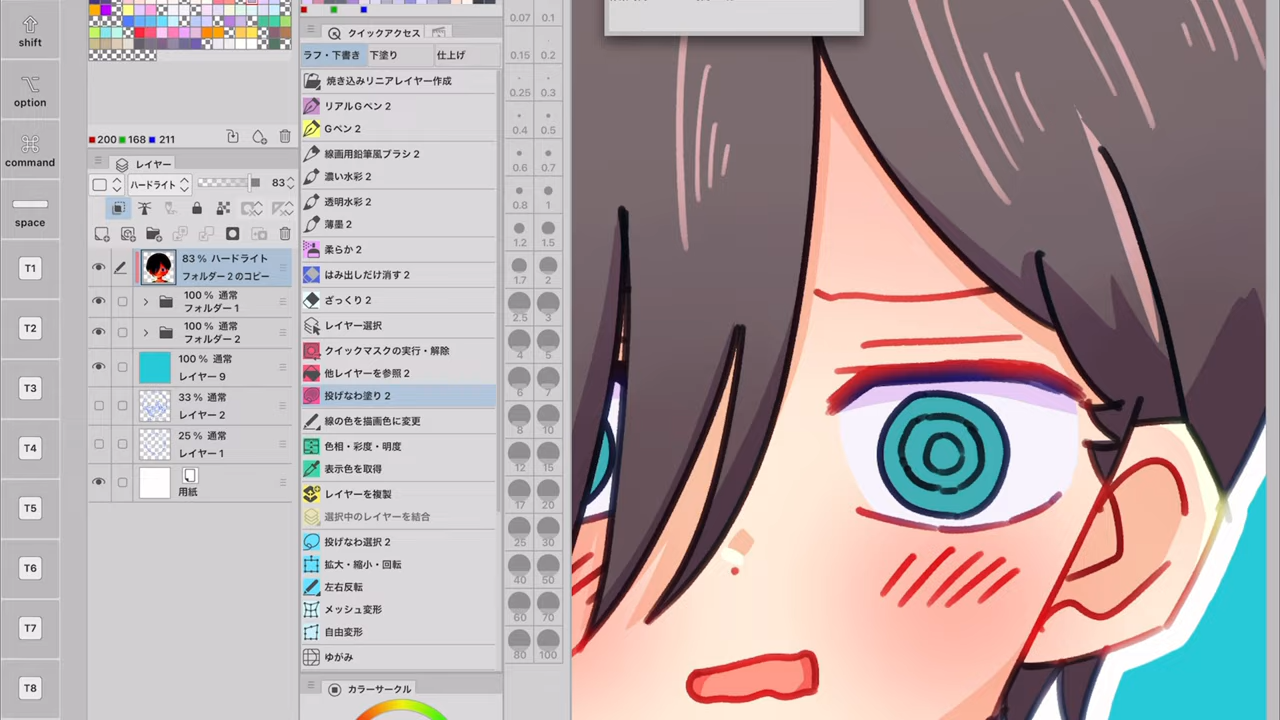 shift
option
command
space
T1
T2
T3
T4
T5
T6
T7
T8
200 168 211
レイヤー
ハードライト 83
83 % ハードライト
フォルダー 2 のコピー
100 % 通常
フォルダー 1
100 % 通常
フォルダー 2
100 % 通常
レイヤー 9
33 % 通常
レイヤー 2
25 % 通常
レイヤー 1
用紙
クイックアクセス
ラフ・下書き 下塗り 仕上げ
焼き込みリニアレイヤー作成
リアルGペン 2
Gペン 2
線画用鉛筆風ブラシ 2
濃い水彩 2
透明水彩 2
薄墨 2
柔らか 2
はみ出しだけ消す 2
ざっくり 2
レイヤー選択
クイックマスクの実行・解除
他レイヤーを参照 2
投げなわ塗り 2
線の色を描画色に変更
色相・彩度・明度
表示色を取得
レイヤーを複製
選択中のレイヤーを結合
投げなわ選択 2
拡大・縮小・回転
左右反転
メッシュ変形
自由変形
ゆがみ
カラーサークル
0.07 0.1
0.15 0.2
0.25 0.3
0.4 0.5
0.6 0.7
0.8 1
1.2 1.5
1.7 2
2.5 3
4 5
6 7
8 10
12 15
17 20
25 30
40 50
60 70
80 100